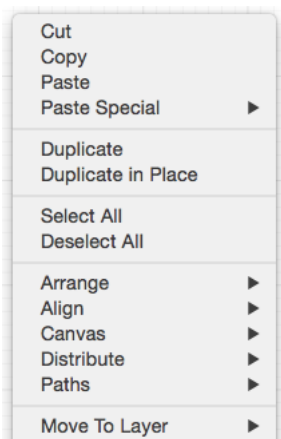 Cut
Copy
Paste
Paste Special
Duplicate
Duplicate in Place
Select All
Deselect All
Arrange
Align
Canvas
Distribute
Paths
Move To Layer